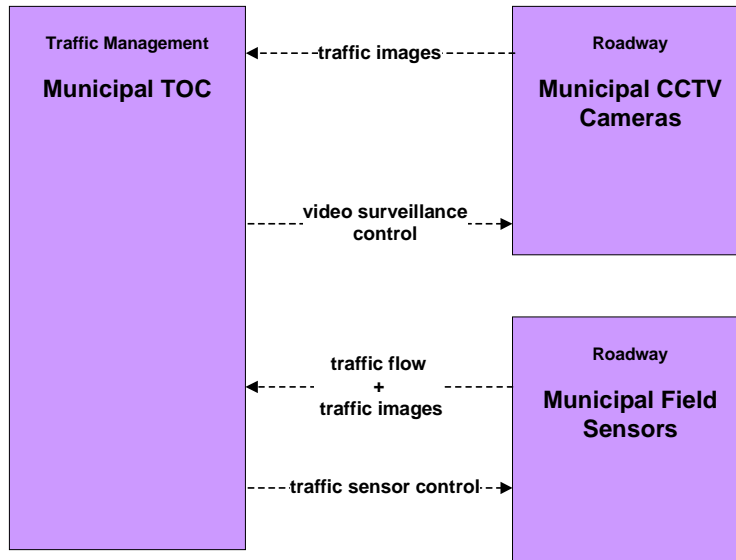 Traffic Management
Municipal TOC
traffic images
Roadway
Municipal CCTV
Cameras
video surveillance
control
traffic flow
+
traffic images
Roadway
Municipal Field
Sensors
traffic sensor control